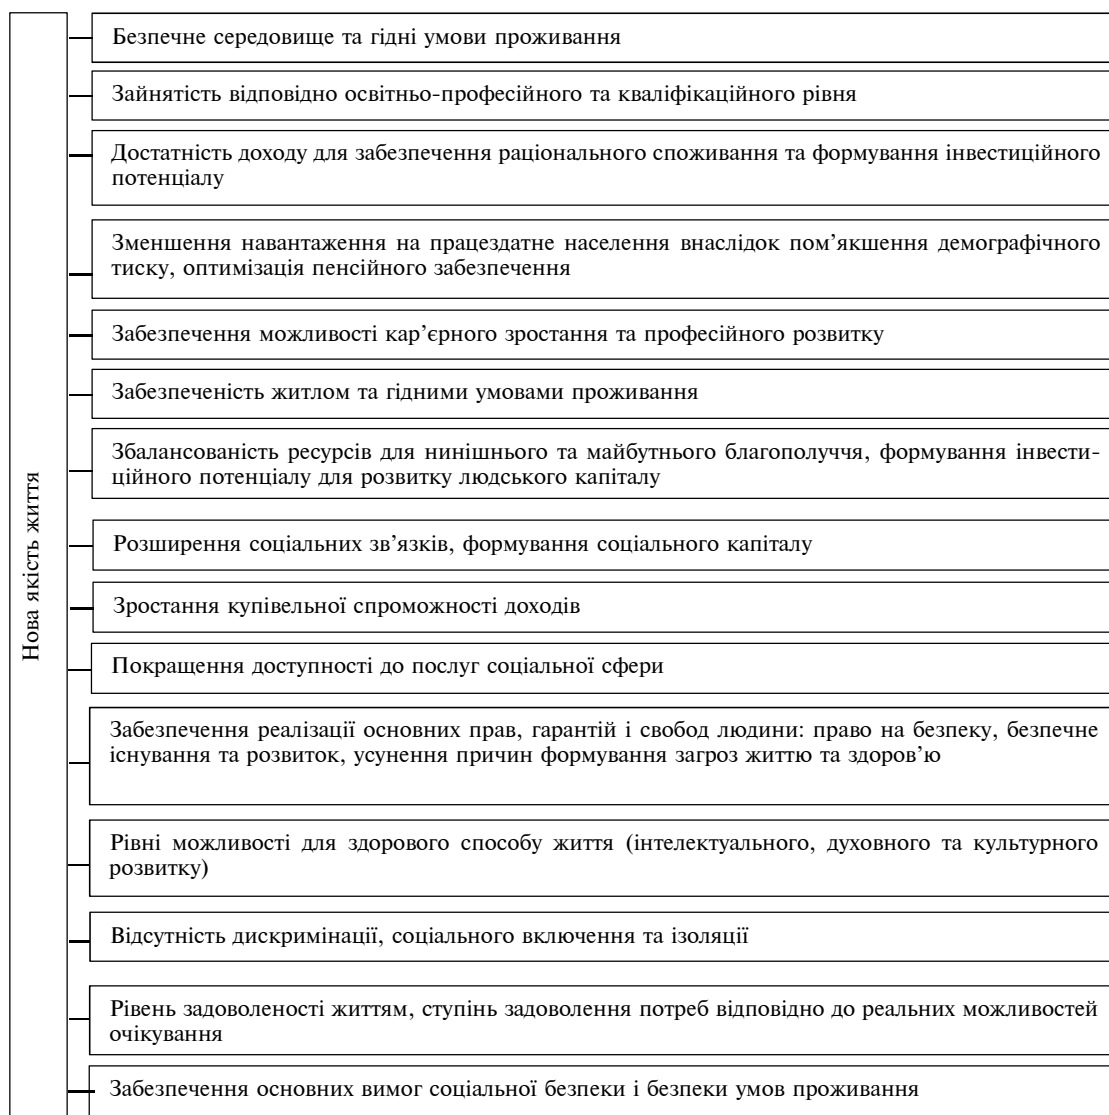 Нова якість життя
Безпечне середовище та гідні умови проживання
Зайнятість відповідно освітньо-професійного та кваліфікаційного рівня
Достатність доходу для забезпечення раціонального споживання та формування інвестиційного
потенціалу
Зменшення навантаження на працездатне населення внаслідок пом’якшення демографічного
тиску, оптимізація пенсійного забезпечення
Забезпечення можливості кар’єрного зростання та професійного розвитку
Забезпеченість житлом та гідними умовами проживання
Збалансованість ресурсів для нинішнього та майбутнього благополуччя, формування інвести-
ційного потенціалу для розвитку людського капіталу
Розширення соціальних зв’язків, формування соціального капіталу
Зростання купівельної спроможності доходів
Покращення доступності до послуг соціальної сфери
Забезпечення реалізації основних прав, гарантій і свобод людини: право на безпеку, безпечне
існування та розвиток, усунення причин формування загроз життю та здоров’ю
Рівні можливості для здорового способу життя (інтелектуального, духовного та культурного
розвитку)
Відсутність дискримінації, соціального включення та ізоляції
Рівень задоволеності життям, ступінь задоволення потреб відповідно до реальних можливостей
очікування
Забезпечення основних вимог соціальної безпеки і безпеки умов проживання